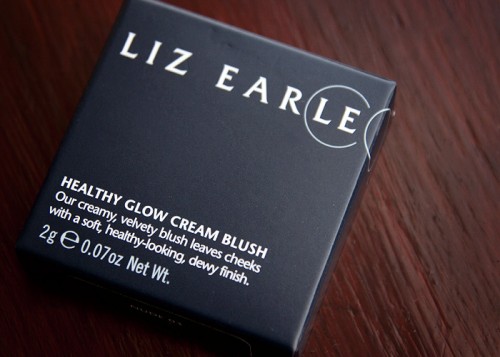 LIZ EARLE
HEALTHY GLOW CREAM BLUSH
Our creamy, velvety blush leaves cheeks
with a soft, healthy-looking, dewy finish.
2g ℮ 0.07oz Net Wt.